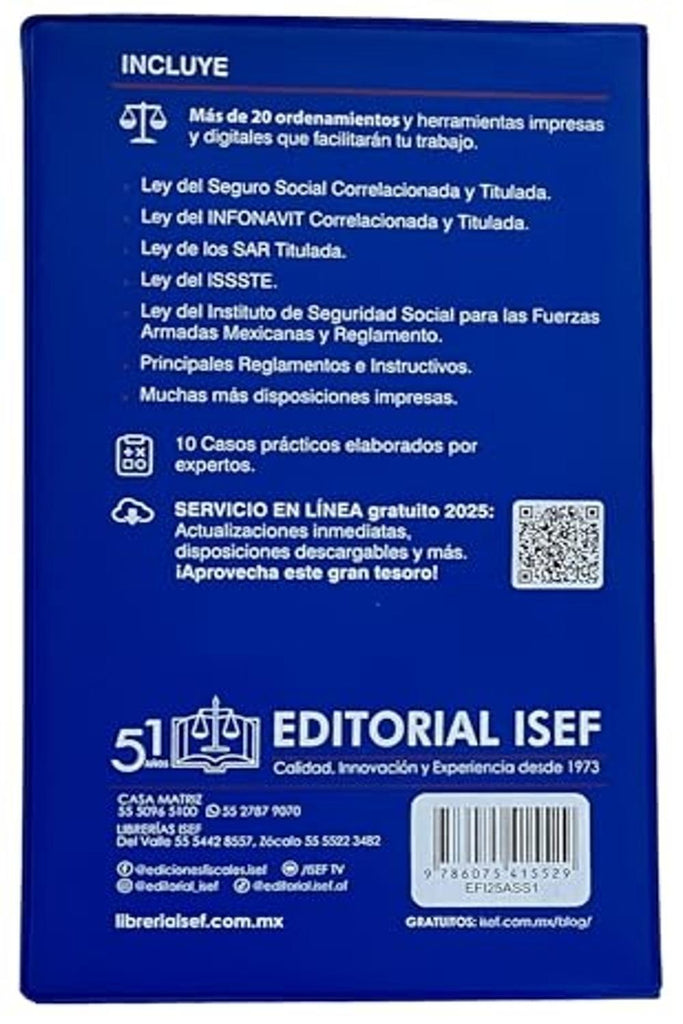 INCLUYE
Más de 20 ordenamientos y herramientas impresas
y digitales que facilitarán tu trabajo.
Ley del Seguro Social Correlacionada y Titulada.
Ley del INFONAVIT Correlacionada y Titulada.
Ley de los SAR Titulada.
Ley del ISSSTE.
Ley del Instituto de Seguridad Social para las Fuerzas
Armadas Mexicanas y Reglamento.
Principales Reglamentos e Instructivos.
Muchas más disposiciones impresas.
10 Casos prácticos elaborados por
expertos.
SERVICIO EN LÍNEA gratuito 2025:
Actualizaciones inmediatas,
disposiciones descargables y más.
¡Aprovecha este gran tesoro!
51 Años
EDITORIAL ISEF
Calidad, Innovación y Experiencia desde 1973
CASA MATRIZ
55 5096 5100 55 2787 9070
LIBRERÍAS ISEF
Del Valle 55 5442 8557, Zócalo 55 5522 3482
@edicionesfiscales.isef /ISEF TV
@editorial_isef @editorial.isef.of
libreriaisef.com.mx
9 786075 415529
EFI25ASS1
GRATUITOS: isef.com.mx/blog/